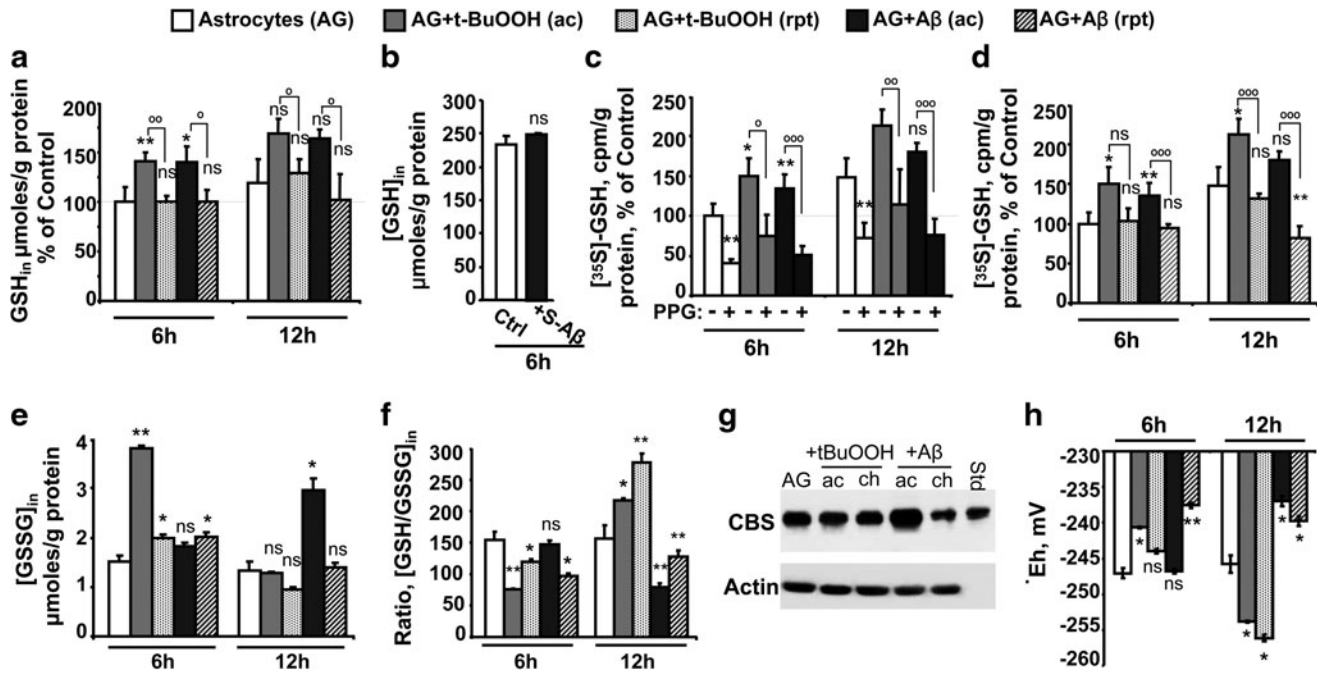 Astrocytes (AG) AG+t-BuOOH (ac) AG+t-BuOOH (rpt) AG+Aβ (ac) AG+Aβ (rpt)
a
GSHin µmoles/g protein
% of Control
200
150
100
50
0
** oo ns * o ns
ns o ns ns o ns
6h 12h
b
[GSH]in
µmoles/g protein
300
250
200
150
100
50
0
ns
Ctrl +S-Aβ
6h
c
[³⁵S]-GSH, cpm/g
protein, % of Control
250
200
150
100
50
0
** * o ** ooo
** oo ns ooo
PPG: - + - + - + - + - + - +
6h 12h
d
[³⁵S]-GSH, % of Control
cpm/g protein,
250
200
150
100
50
0
* ns ns ** ooo ns
* ooo ns ns ooo **
6h 12h
e
[GSSG]in
µmoles/g protein
4
3
2
1
0
** * ns *
ns ns * ns
6h 12h
f
Ratio, [GSH/GSSG]in
300
250
200
150
100
50
0
** * ns *
* ** ** **
6h 12h
g
+tBuOOH +Aβ
AG ac ch ac ch Std
CBS
Actin
h
6h 12h
Eh, mV
-230
-235
-240
-245
-250
-255
-260
* ns ns **
* * * *